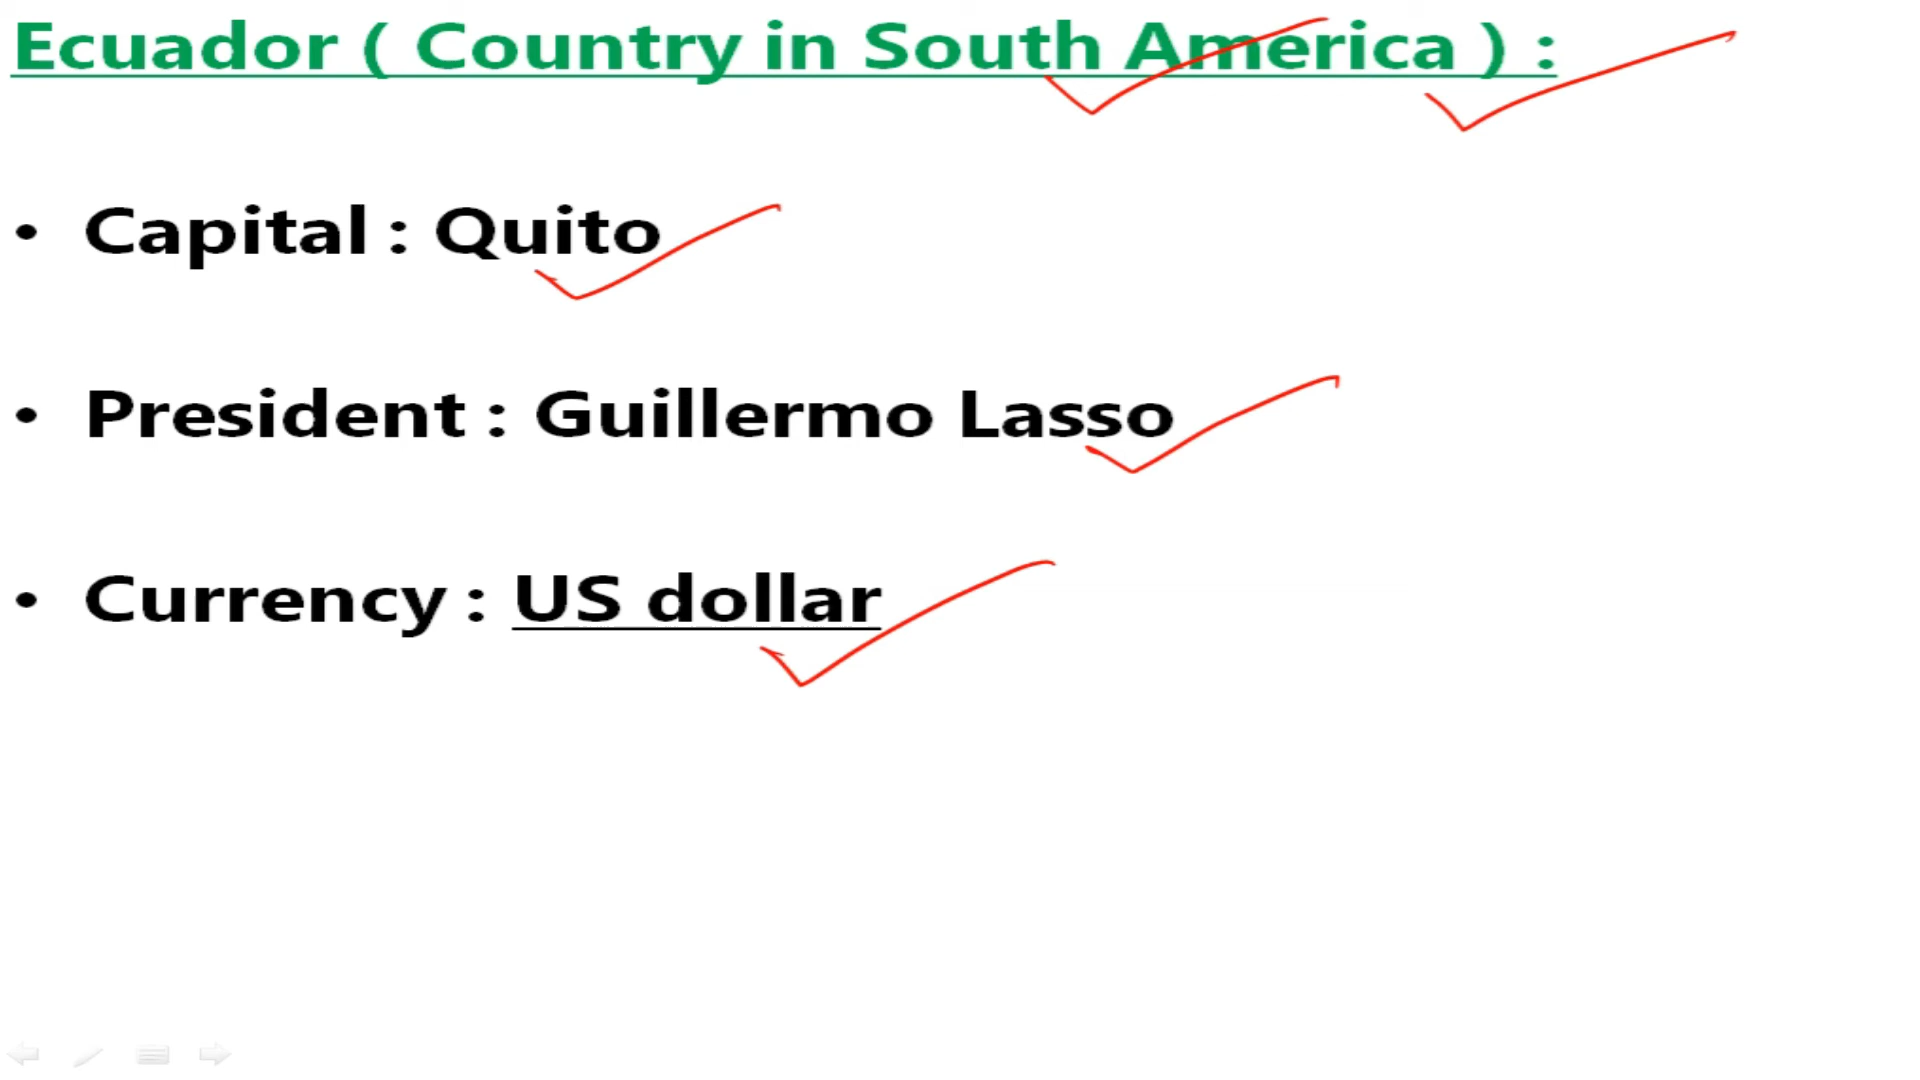 Ecuador ( Country in South America ) :
• Capital : Quito
• President : Guillermo Lasso
• Currency : US dollar